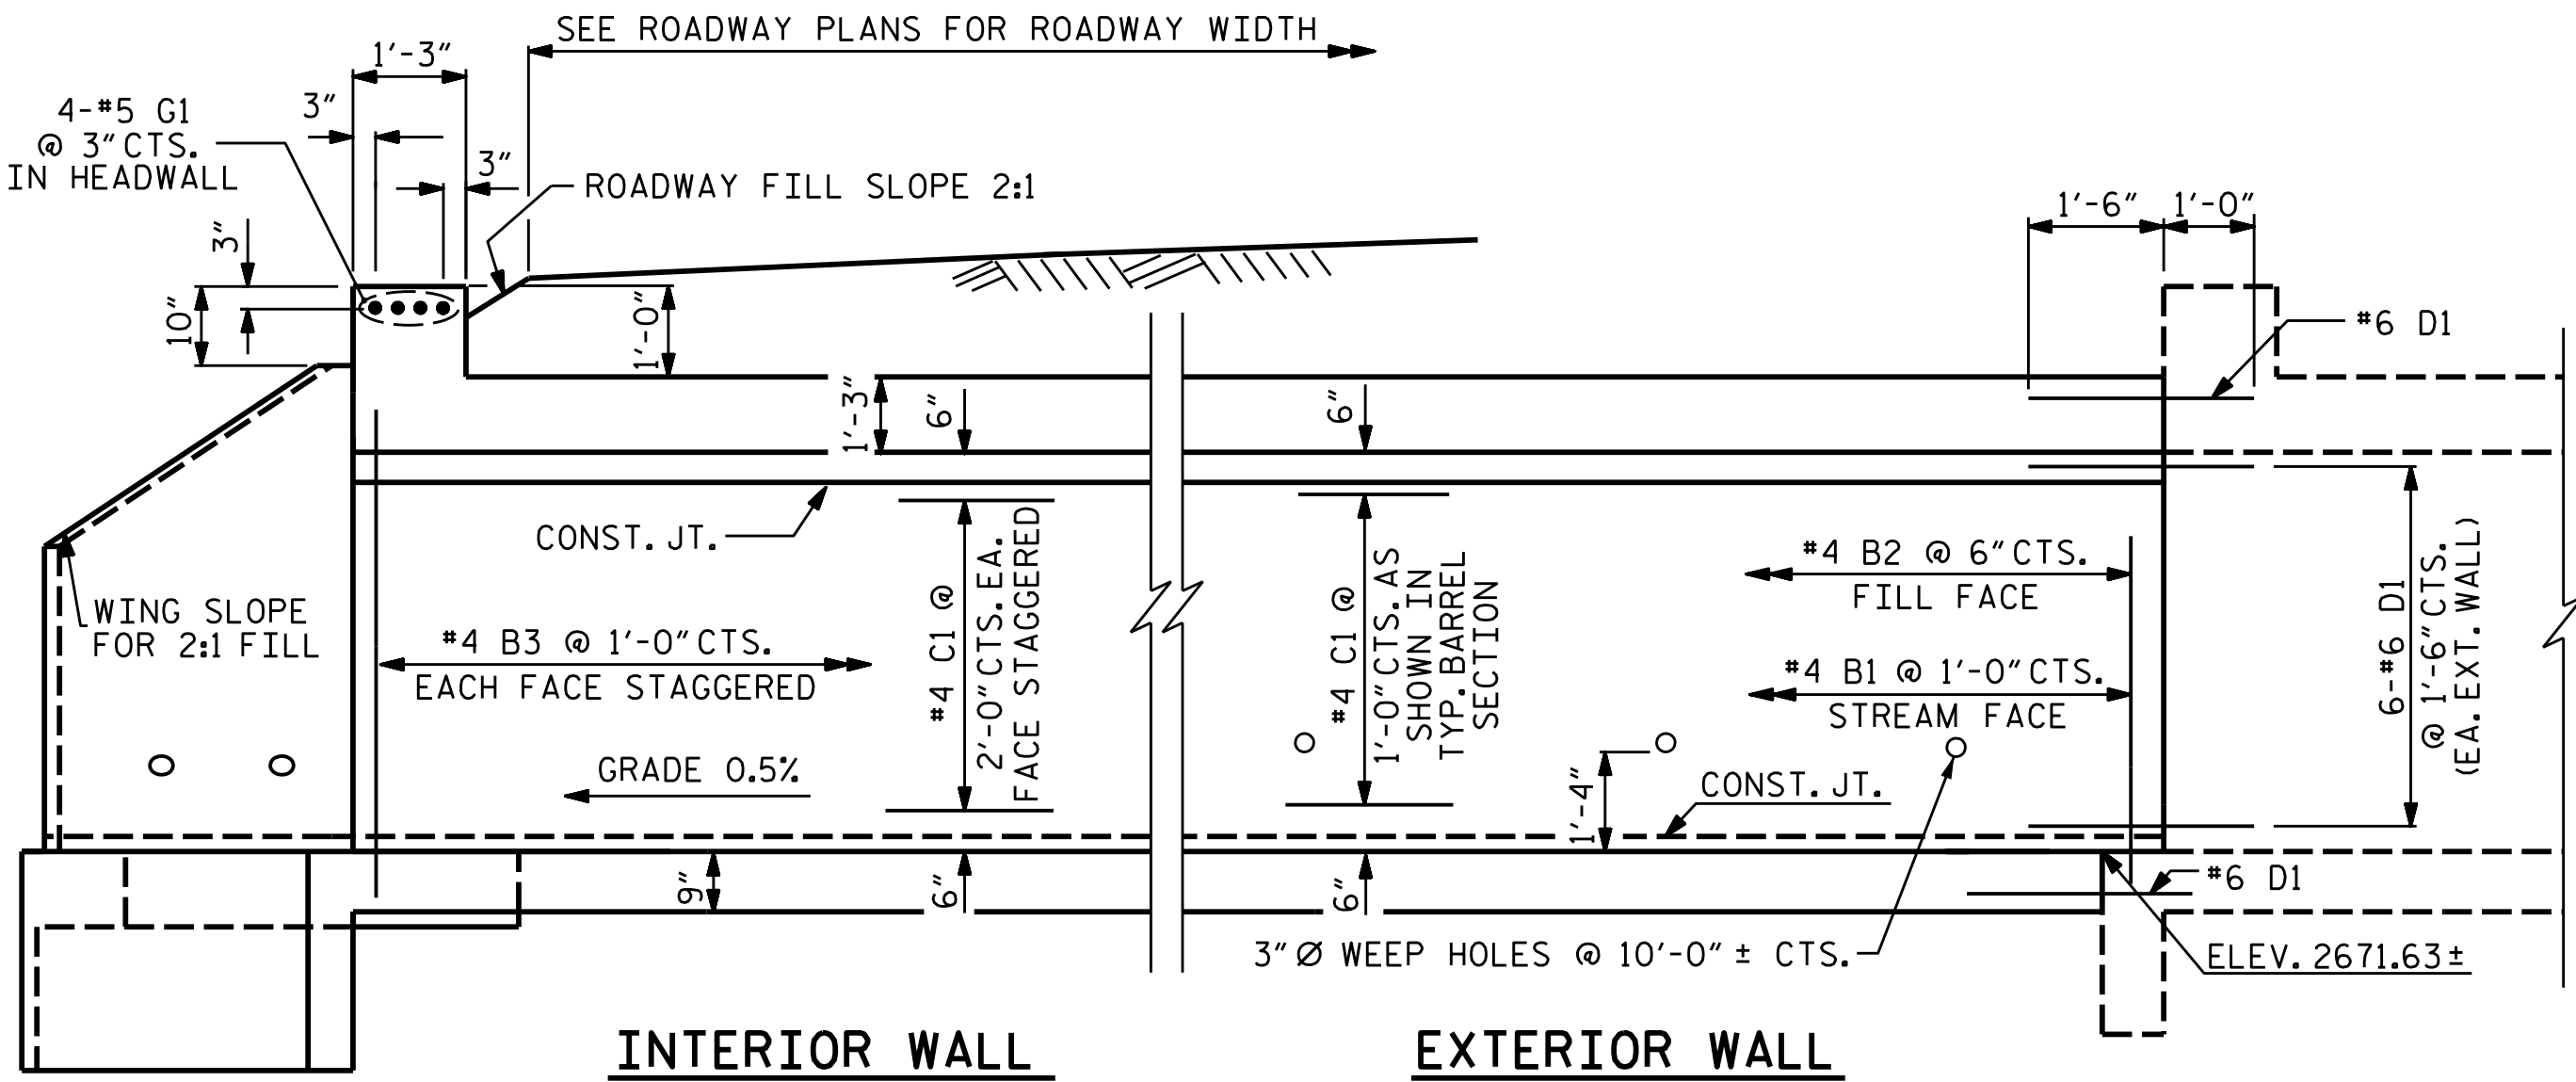 SEE ROADWAY PLANS FOR ROADWAY WIDTH
1'-3"
3"
4-#5 G1
@ 3"CTS.
IN HEADWALL
3"
ROADWAY FILL SLOPE 2:1
3"
10"
1'-0"
1'-6"
1'-0"
#6 D1
1'-3"
6"
6"
CONST. JT.
WING SLOPE
FOR 2:1 FILL
#4 B3 @ 1'-0"CTS.
EACH FACE STAGGERED
#4 C1 @
2'-0"CTS. EA.
FACE STAGGERED
GRADE 0.5%
#4 C1 @
1'-0"CTS. AS
SHOWN IN
TYP. BARREL
SECTION
#4 B2 @ 6"CTS.
FILL FACE
#4 B1 @ 1'-0"CTS.
STREAM FACE
6-#6 D1
@ 1'-6"CTS.
(EA. EXT. WALL)
1'-4"
CONST. JT.
9"
6"
6"
#6 D1
3"Ø WEEP HOLES @ 10'-0"± CTS.
ELEV. 2671.63±
INTERIOR WALL
EXTERIOR WALL